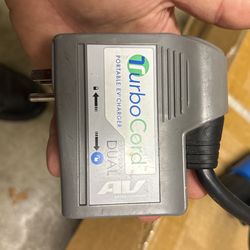 TurboCord
PORTABLE EV CHARGER
DUAL
AV